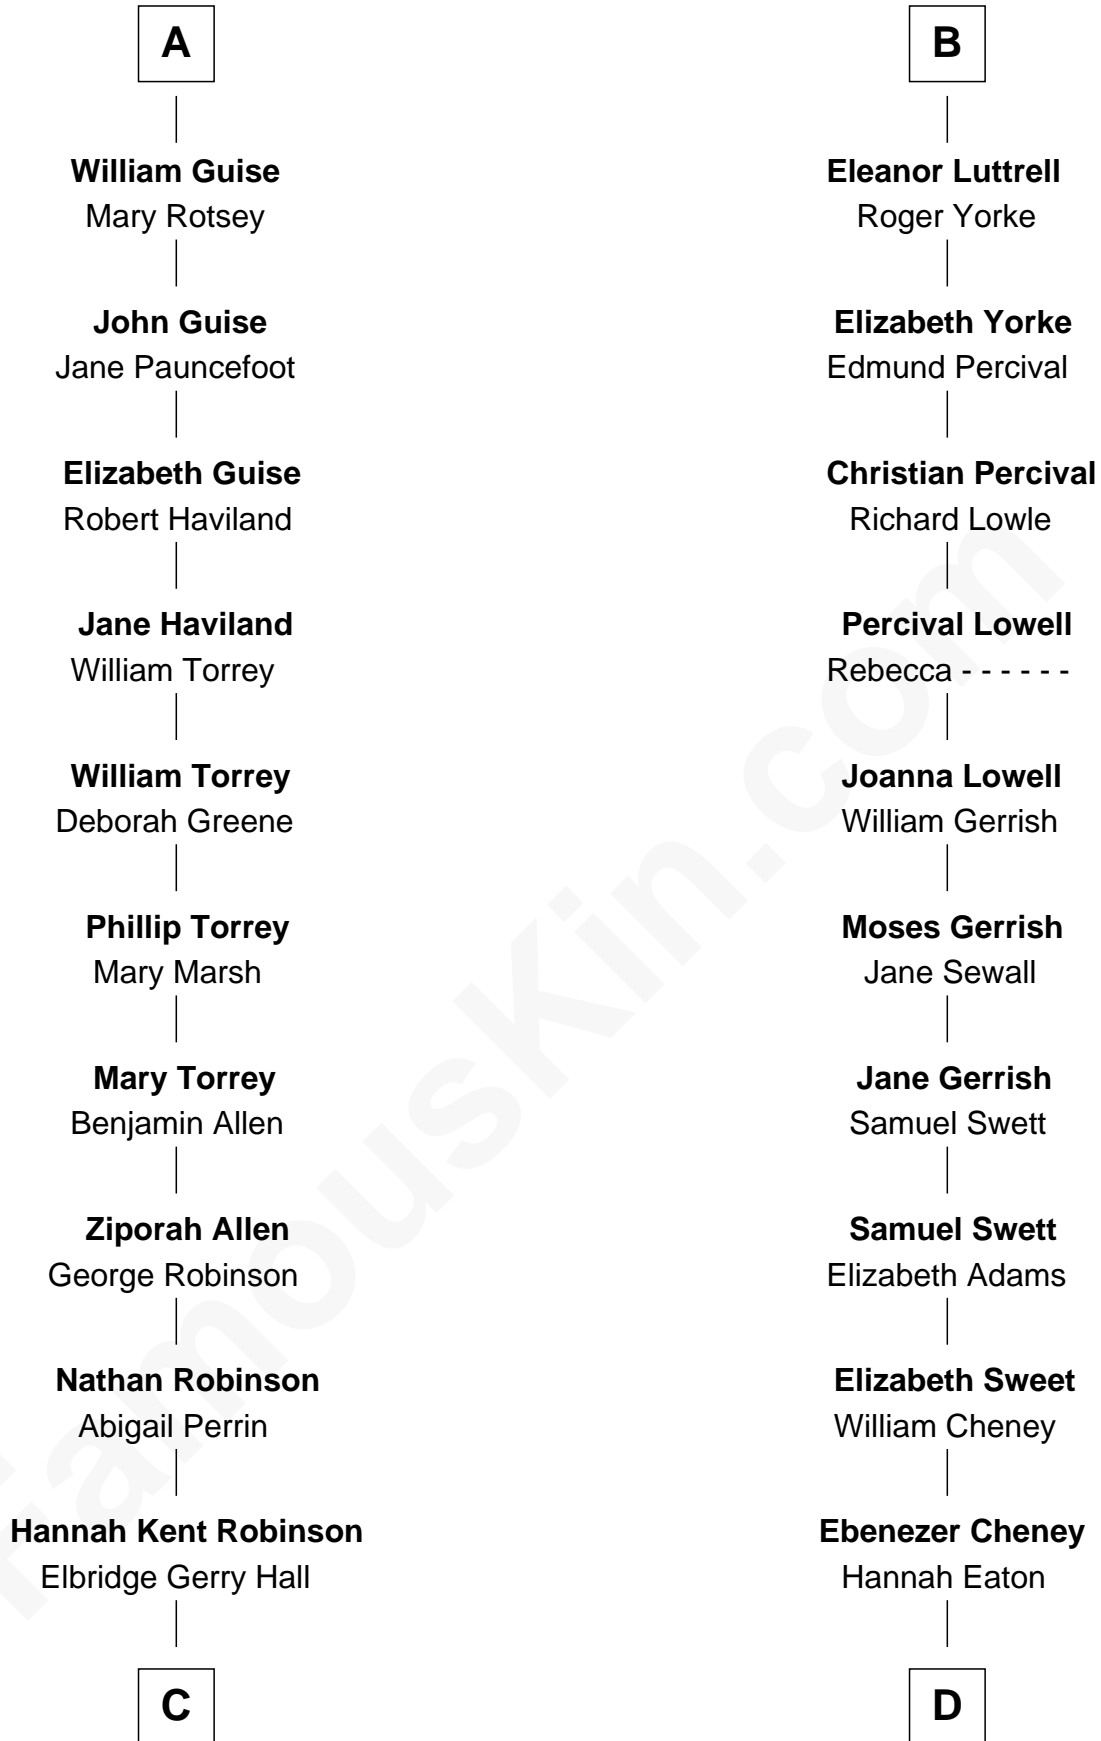 A
William Guise
Mary Rotsey
John Guise
Jane Pauncefoot
Elizabeth Guise
Robert Haviland
Jane Haviland
William Torrey
William Torrey
Deborah Greene
Phillip Torrey
Mary Marsh
Mary Torrey
Benjamin Allen
Ziporah Allen
George Robinson
Nathan Robinson
Abigail Perrin
Hannah Kent Robinson
Elbridge Gerry Hall
C
B
Eleanor Luttrell
Roger Yorke
Elizabeth Yorke
Edmund Percival
Christian Percival
Richard Lowle
Percival Lowell
Rebecca - - - - - -
Joanna Lowell
William Gerrish
Moses Gerrish
Jane Sewall
Jane Gerrish
Samuel Swett
Samuel Swett
Elizabeth Adams
Elizabeth Sweet
William Cheney
Ebenezer Cheney
Hannah Eaton
D
famouskin.com